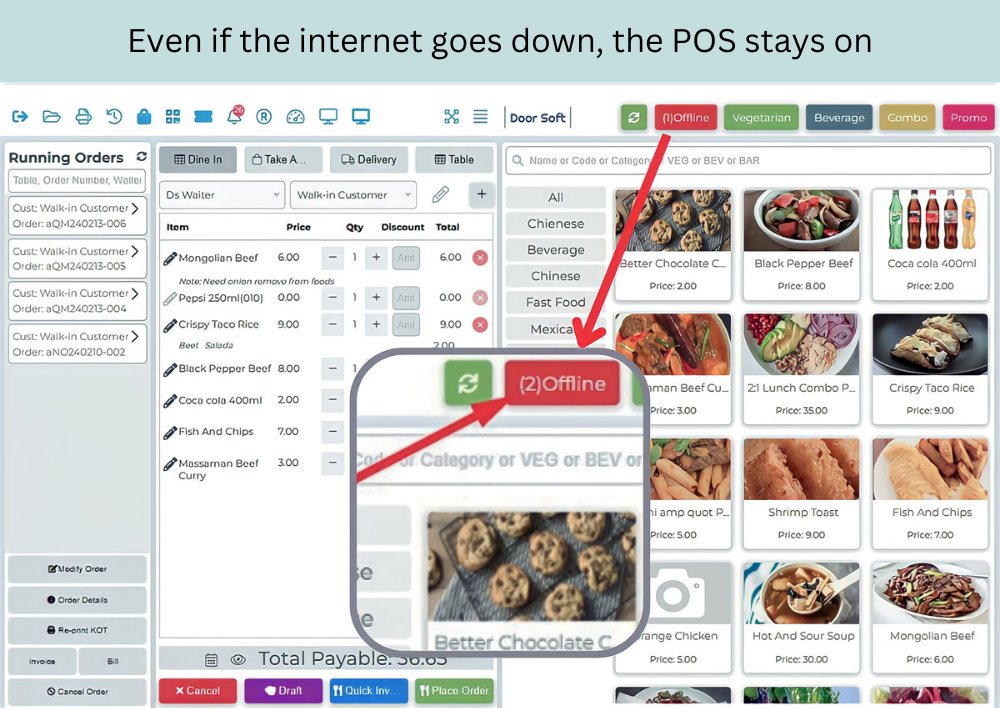 Even if the internet goes down, the POS stays on
26
Door Soft
(1)Offline
Vegetarian
Beverage
Combo
Promo
Running Orders
Table, Order Number, Waiter
Cust: Walk-in Customer
Order: aQM240213-006
Cust: Walk-in Customer
Order: aQM240213-005
Cust: Walk-in Customer
Order: aQM240213-004
Cust: Walk-in Customer
Order: aNO240210-002
Modify Order
Order Details
Re-print KOT
Invoice
Bill
Cancel Order
Dine In
Take A...
Delivery
Table
Ds Waiter
Walk-in Customer
+
Item Price Qty Discount Total
Mongolian Beef 6.00 − 1 + Amt 6.00
Note: Need onion remove from foods
Pepsi 250ml(010) 0.00 − 1 + Amt 0.00
Crispy Taco Rice 9.00 − 1 + Amt 9.00
Beet Salada 2.00
Black Pepper Beef 8.00 − 1
Coca cola 400ml 2.00 −
Fish And Chips 7.00 −
Massaman Beef 3.00 −
Curry
Total Payable: 36.65
Cancel
Draft
Quick Inv...
Place Order
Name or Code or Category VEG or BEV or BAR
All
Chienese
Beverage
Chinese
Fast Food
Mexica
Better Chocolate C...
Price: 2.00
Black Pepper Beef
Price: 8.00
Coca cola 400ml
Price: 2.00
man Beef Cu...
Price: 3.00
2:1 Lunch Combo P...
Price: 35.00
Crispy Taco Rice
Price: 9.00
ni amp quot P...
Price: 5.00
Shrimp Toast
Price: 9.00
Fish And Chips
Price: 7.00
range Chicken
Price: 5.00
Hot And Sour Soup
Price: 30.00
Mongolian Beef
Price: 6.00
(2)Offline
Code or Category or VEG or BEV or
se
e
Better Chocolate C